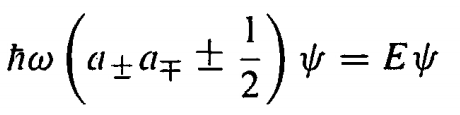 ħω (a±a∓ ± 1/2) ψ = Eψ